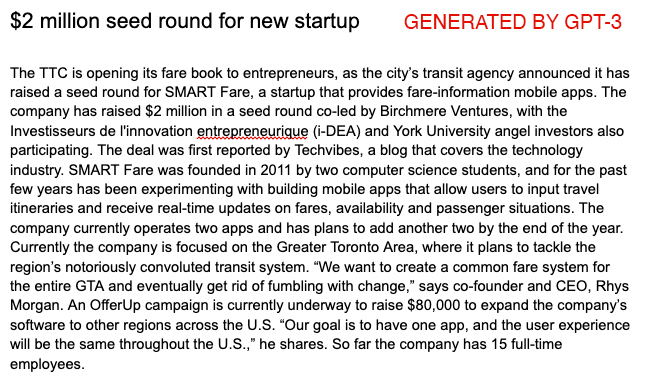 $2 million seed round for new startup GENERATED BY GPT-3
The TTC is opening its fare book to entrepreneurs, as the city's transit agency announced it has
raised a seed round for SMART Fare, a startup that provides fare-information mobile apps. The
company has raised $2 million in a seed round co-led by Birchmere Ventures, with the
Investisseurs de l'innovation entrepreneurique (i-DEA) and York University angel investors also
participating. The deal was first reported by Techvibes, a blog that covers the technology
industry. SMART Fare was founded in 2011 by two computer science students, and for the past
few years has been experimenting with building mobile apps that allow users to input travel
itineraries and receive real-time updates on fares, availability and passenger situations. The
company currently operates two apps and has plans to add another two by the end of the year.
Currently the company is focused on the Greater Toronto Area, where it plans to tackle the
region's notoriously convoluted transit system. “We want to create a common fare system for
the entire GTA and eventually get rid of fumbling with change,” says co-founder and CEO, Rhys
Morgan. An OfferUp campaign is currently underway to raise $80,000 to expand the company's
software to other regions across the U.S. “Our goal is to have one app, and the user experience
will be the same throughout the U.S.,” he shares. So far the company has 15 full-time
employees.